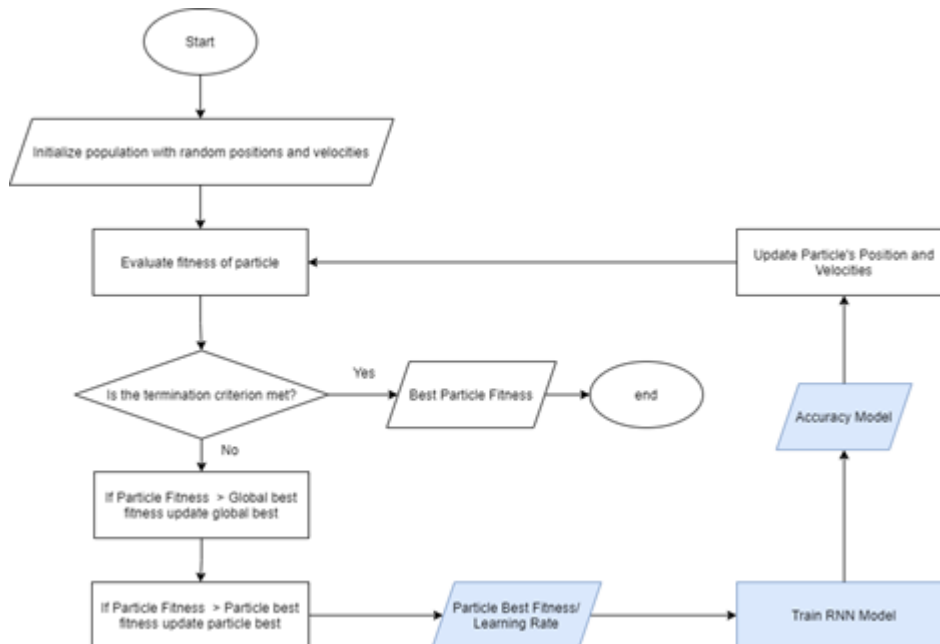 Start
Initialize population with random positions and velocities
Evaluate fitness of particle
Update Particle's Position and
Velocities
Is the termination criterion met?
Yes
Best Particle Fitness
end
Accuracy Model
No
If Particle Fitness > Global best
fitness update global best
If Particle Fitness > Particle best
fitness update particle best
Particle Best Fitness/
Learning Rate
Train RNN Model